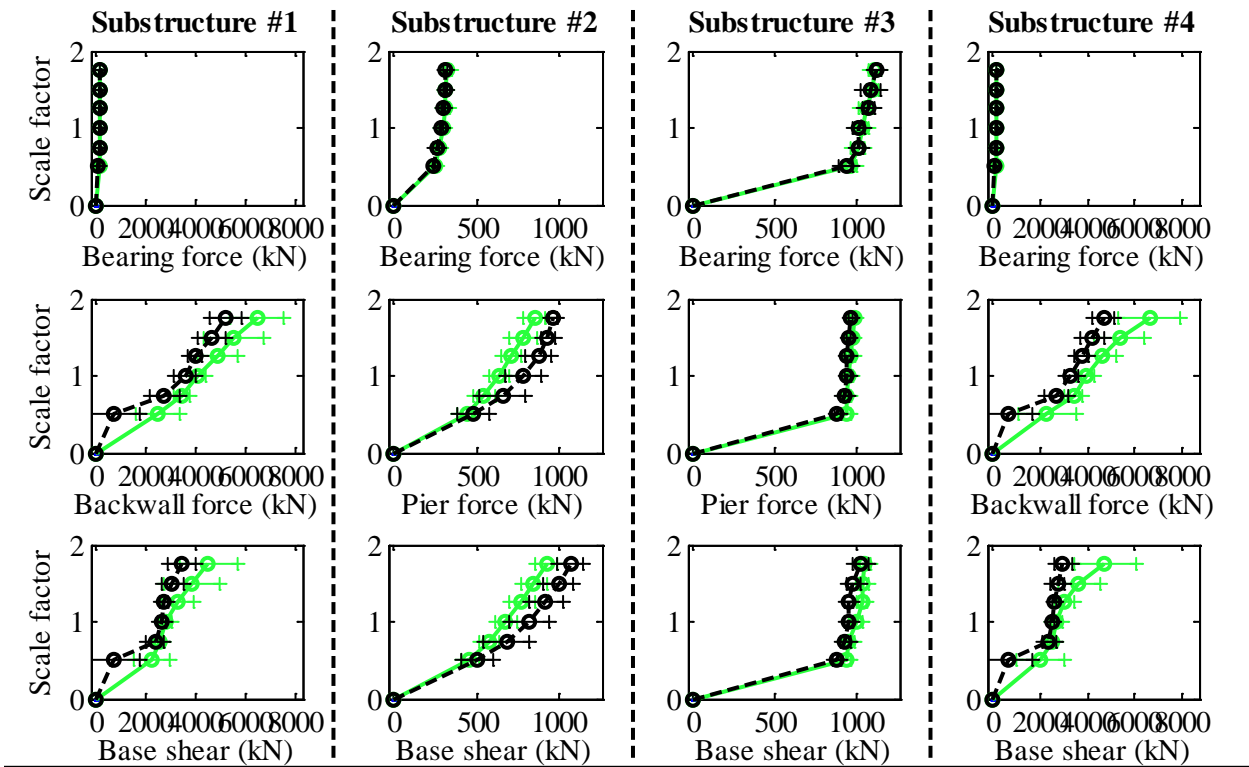 Substructure #1 Substructure #2 Substructure #3 Substructure #4
Scale factor
2 2 2 2
1 1 1 1
0 0 0 0
0 2000 4000 6000 8000 0 500 1000 0 500 1000 0 2000 4000 6000 8000
Bearing force (kN) Bearing force (kN) Bearing force (kN) Bearing force (kN)
Scale factor
2 2 2 2
1 1 1 1
0 0 0 0
0 2000 4000 6000 8000 0 500 1000 0 500 1000 0 2000 4000 6000 8000
Backwall force (kN) Pier force (kN) Pier force (kN) Backwall force (kN)
Scale factor
2 2 2 2
1 1 1 1
0 0 0 0
0 2000 4000 6000 8000 0 500 1000 0 500 1000 0 2000 4000 6000 8000
Base shear (kN) Base shear (kN) Base shear (kN) Base shear (kN)